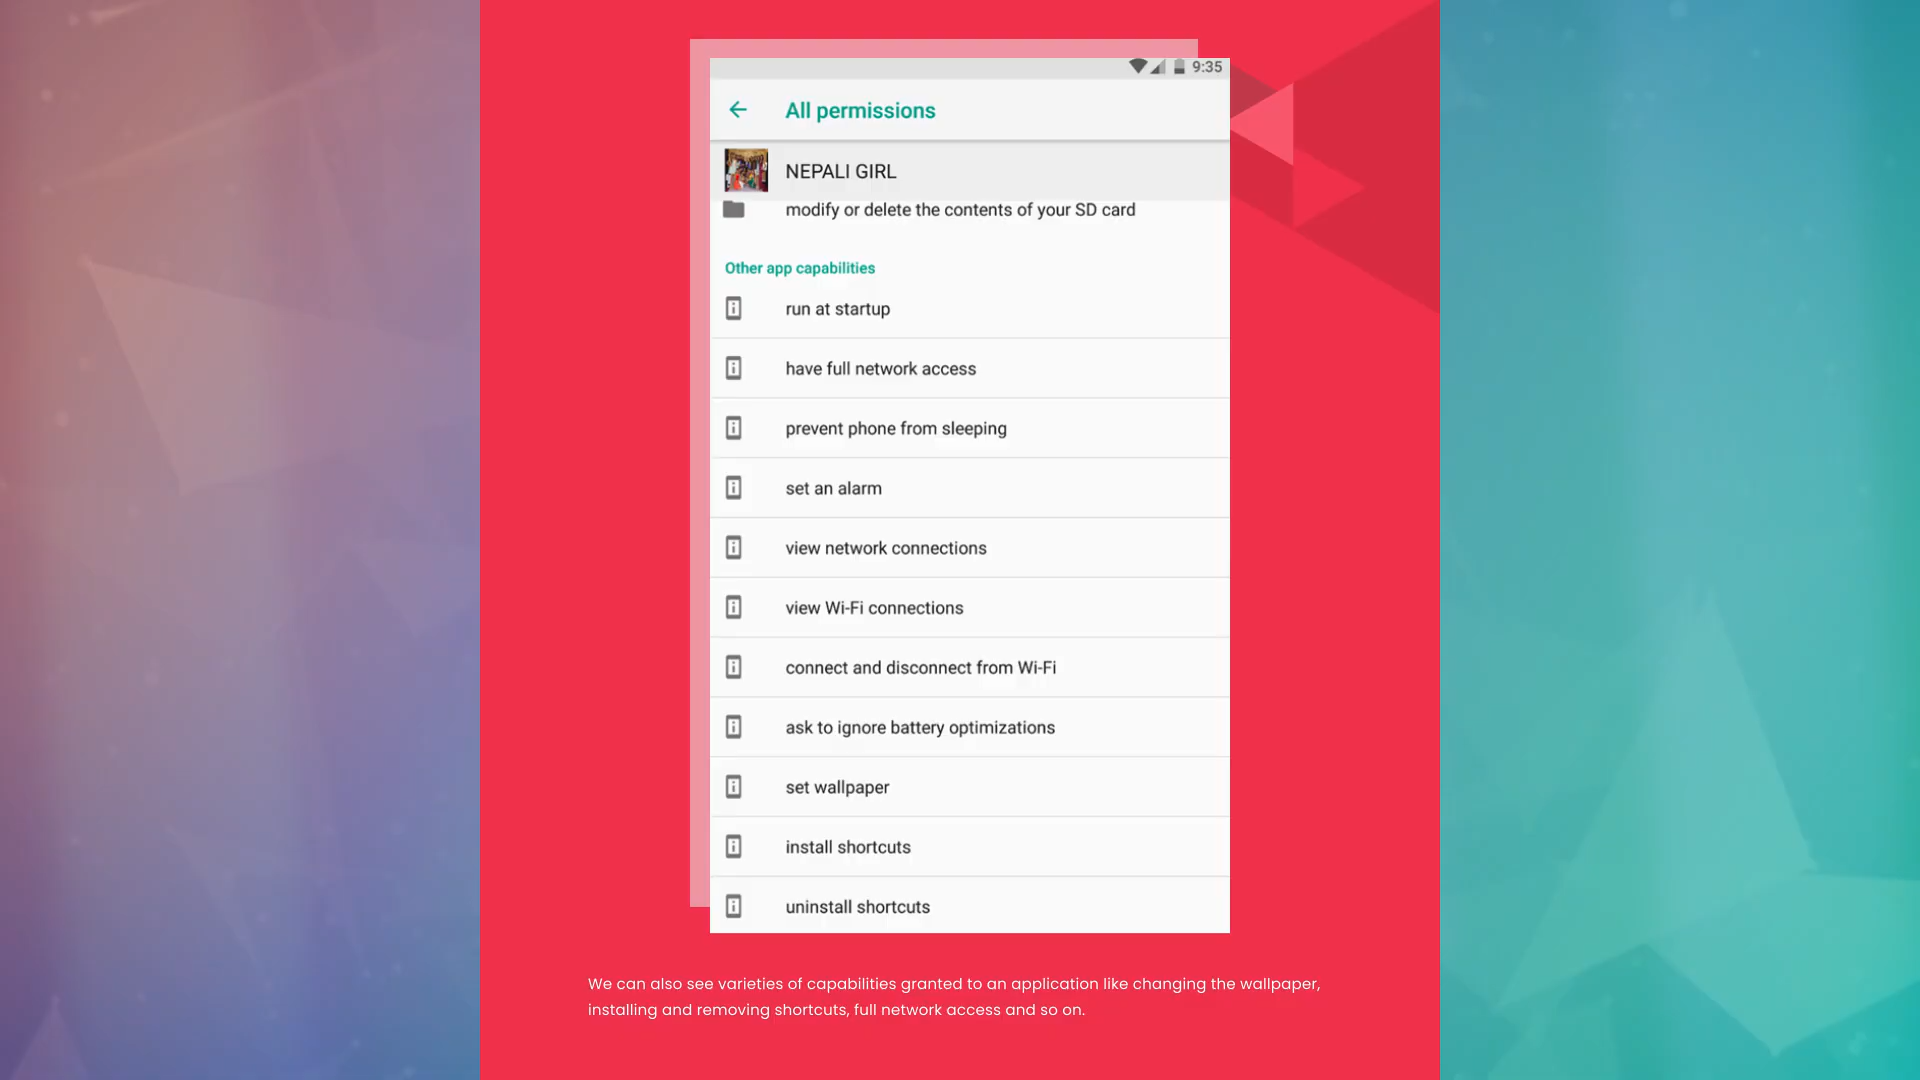 9:35
All permissions
NEPALI GIRL
modify or delete the contents of your SD card
Other app capabilities
run at startup
have full network access
prevent phone from sleeping
set an alarm
view network connections
view Wi-Fi connections
connect and disconnect from Wi-Fi
ask to ignore battery optimizations
set wallpaper
install shortcuts
uninstall shortcuts
We can also see varieties of capabilities granted to an application like changing the wallpaper,
installing and removing shortcuts, full network access and so on.